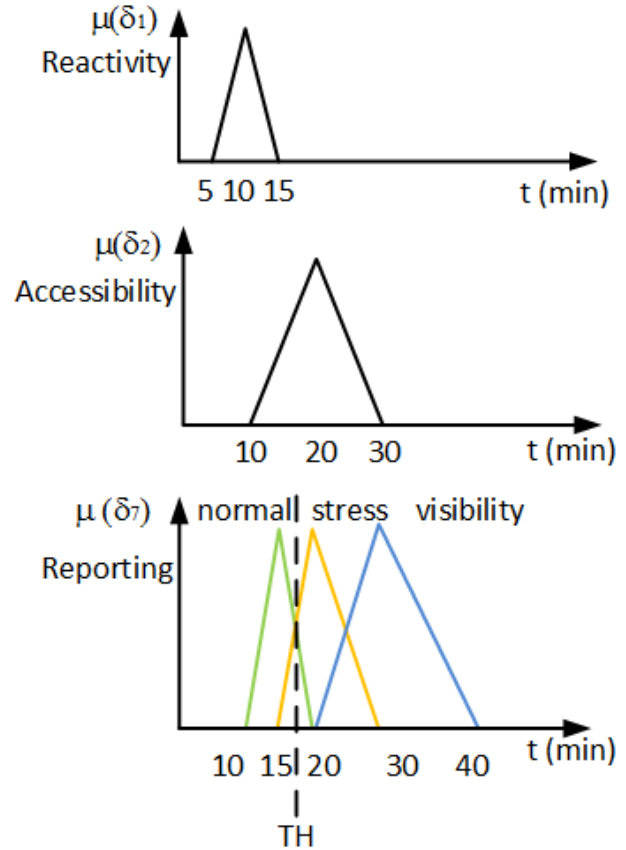 μ(δ1)
Reactivity
5 10 15
t (min)
μ(δ2)
Accessibility
10 20 30
t (min)
μ (δ7) normal stress visibility
Reporting
t (min)
10 15 20 30 40
TH